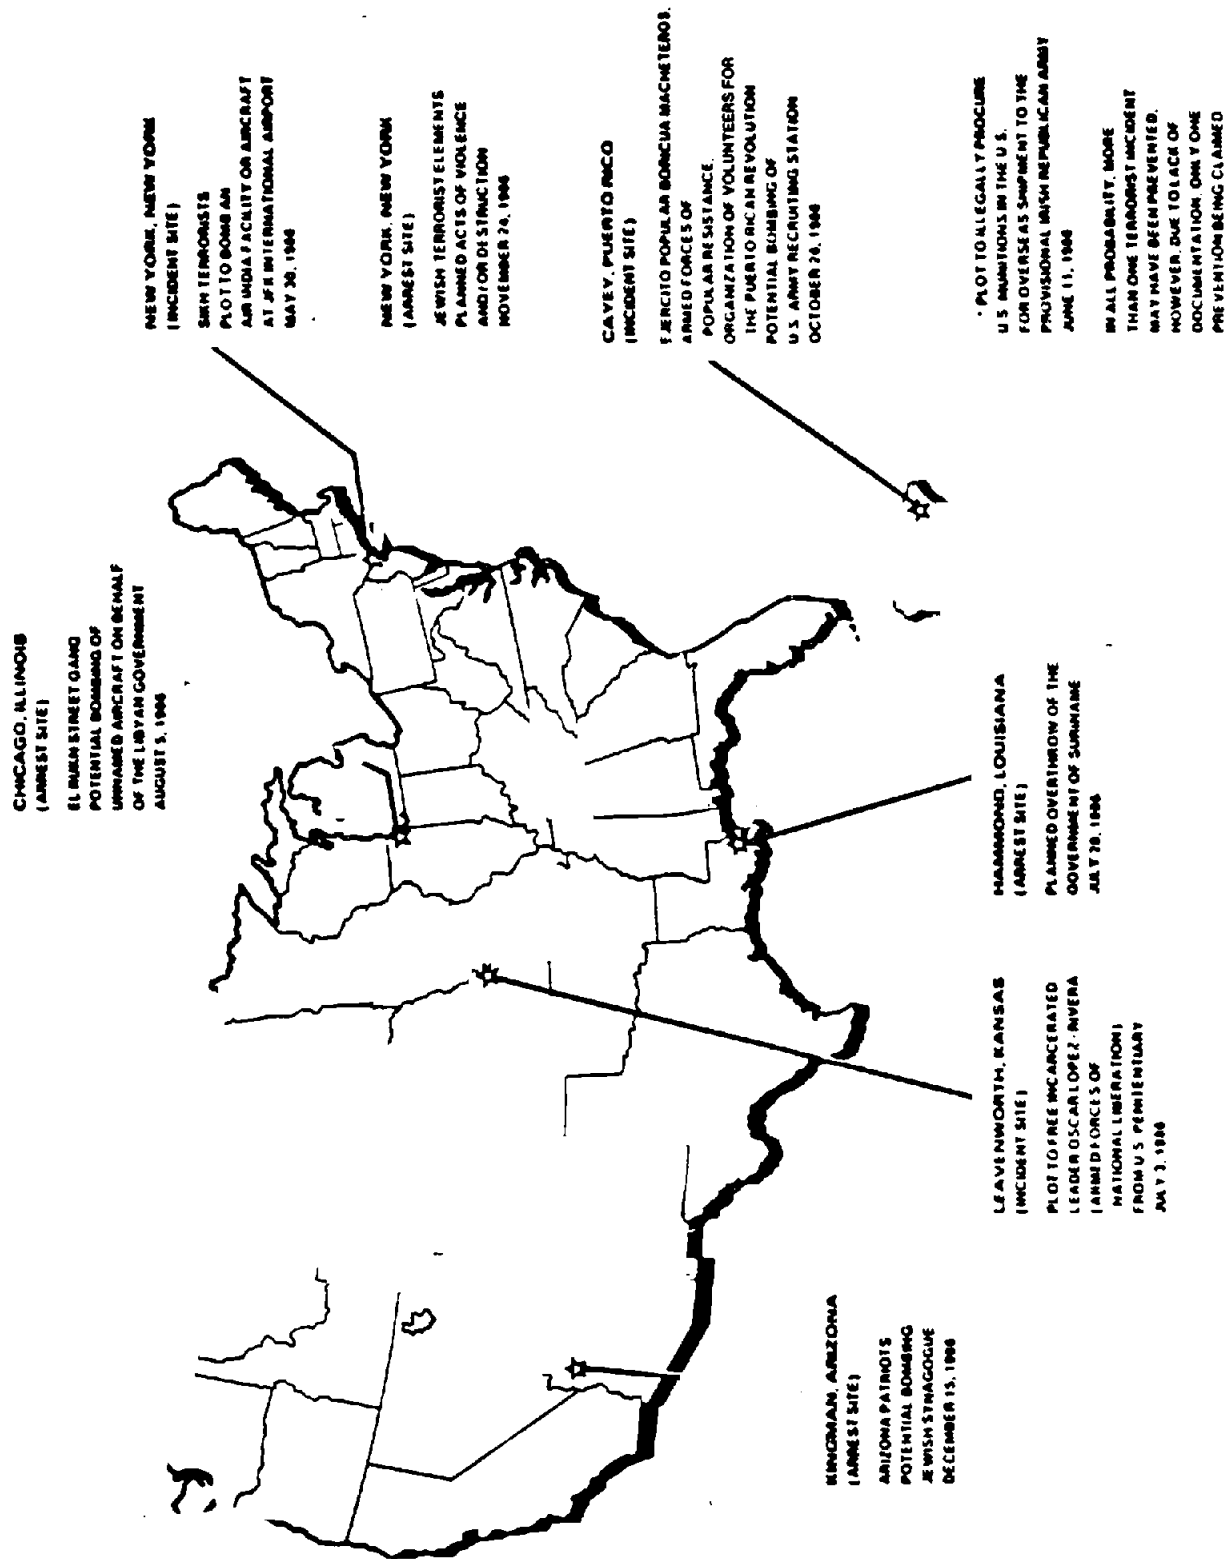 CHICAGO, ILLINOIS
(ARREST SITE)
EL RUKN STREET GANG
POTENTIAL BOMBING OF
UNNAMED AIRCRAFT ON BEHALF
OF THE LIBYAN GOVERNMENT
AUGUST 5, 1986
NEW YORK, NEW YORK
(INCIDENT SITE)
SIKH TERRORISTS
PLOT TO BOMB AN
AIR INDIA FACILITY OR AIRCRAFT
AT JFK INTERNATIONAL AIRPORT
MAY 30, 1986
NEW YORK, NEW YORK
(ARREST SITE)
JEWISH TERRORIST ELEMENTS
PLANNED ACTS OF VIOLENCE
AND/OR DESTRUCTION
NOVEMBER 24, 1986
CAYEY, PUERTO RICO
(INCIDENT SITE)
EJERCITO POPULAR BORICUA MACHETEROS.
ARMED FORCES OF
POPULAR RESISTANCE.
ORGANIZATION OF VOLUNTEERS FOR
THE PUERTO RICAN REVOLUTION
POTENTIAL BOMBING OF
U.S. ARMY RECRUITING STATION
OCTOBER 28, 1986
KINGMAN, ARIZONA
(ARREST SITE)
ARIZONA PATRIOTS
POTENTIAL BOMBING
JEWISH SYNAGOGUE
DECEMBER 15, 1986
LEAVENWORTH, KANSAS
(INCIDENT SITE)
PLOT TO FREE INCARCERATED
LEADER OSCAR LOPEZ-RIVERA
(ARMED FORCES OF
NATIONAL LIBERATION)
FROM U.S. PENITENTIARY
JULY 3, 1986
HAMMOND, LOUISIANA
(ARREST SITE)
PLANNED OVERTHROW OF THE
GOVERNMENT OF SURINAME
JULY 28, 1986
* PLOT TO ILLEGALLY PROCURE
U.S. MUNITIONS IN THE U.S.
FOR OVERSEAS SHIPMENT TO THE
PROVISIONAL IRISH REPUBLICAN ARMY
JUNE 11, 1986
IN ALL PROBABILITY, MORE
THAN ONE TERRORIST INCIDENT
MAY HAVE BEEN PREVENTED.
HOWEVER, DUE TO LACK OF
DOCUMENTATION, ONLY ONE
PREVENTION BEING CLAIMED